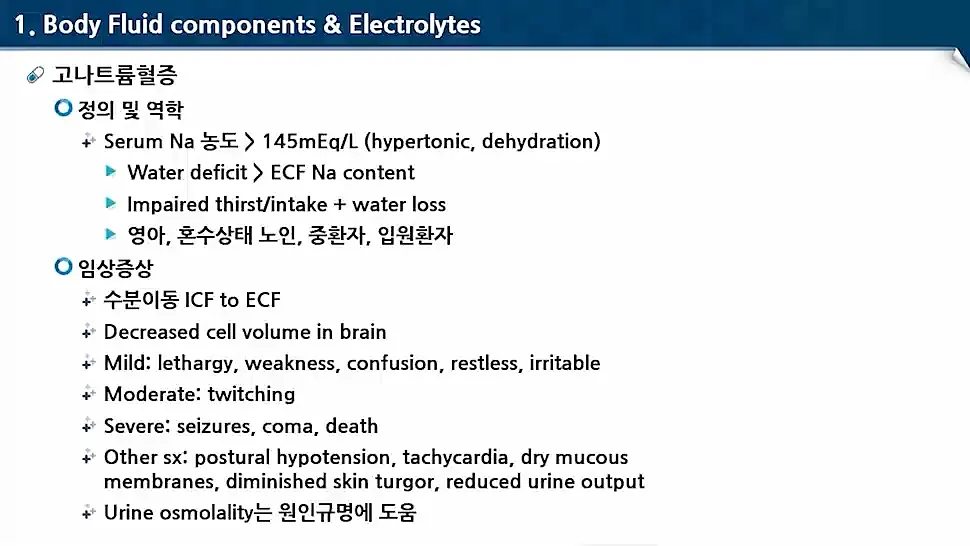 1. Body Fluid components & Electrolytes
고나트륨혈증
정의 및 역학
Serum Na 농도 > 145mEq/L (hypertonic, dehydration)
Water deficit > ECF Na content
Impaired thirst/intake + water loss
영아, 혼수상태 노인, 중환자, 입원환자
임상증상
수분이동 ICF to ECF
Decreased cell volume in brain
Mild: lethargy, weakness, confusion, restless, irritable
Moderate: twitching
Severe: seizures, coma, death
Other sx: postural hypotension, tachycardia, dry mucous
membranes, diminished skin turgor, reduced urine output
Urine osmolality는 원인규명에 도움